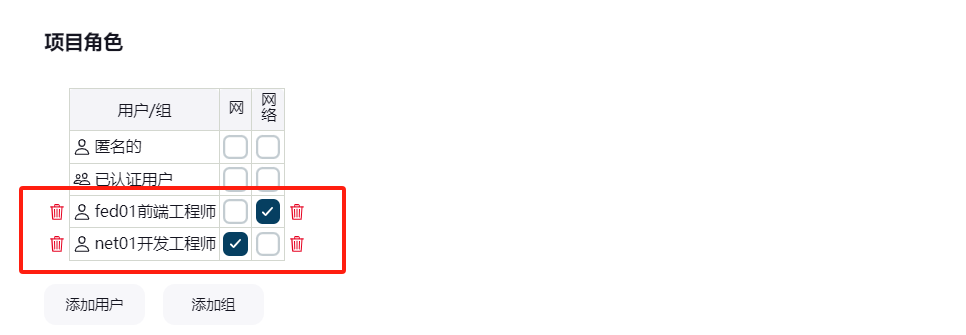 项目角色
用户/组 网 网络
匿名的
已认证用户
fed01前端工程师
net01开发工程师
添加用户 添加组